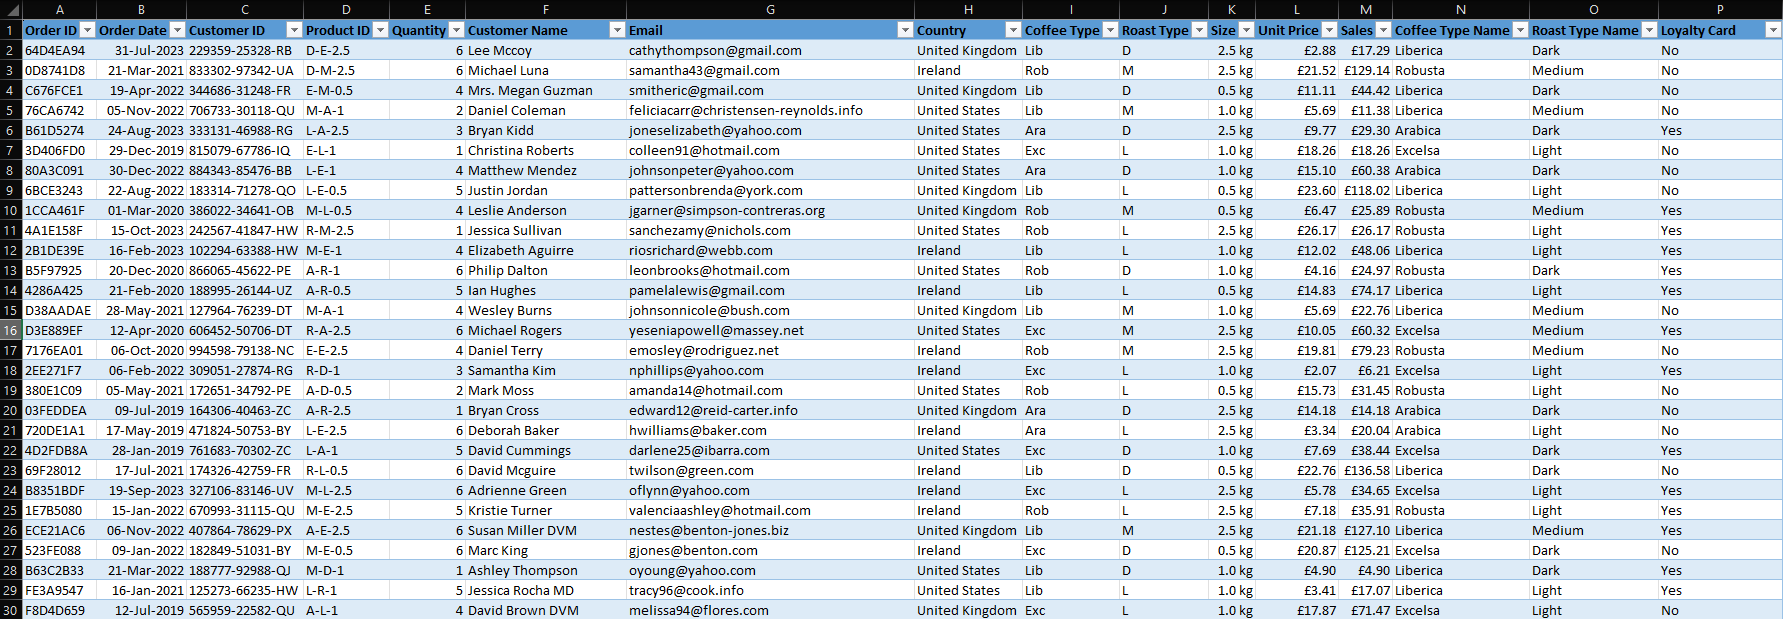 A B C D E F G H I J K L M N O P
1 Order ID Order Date Customer ID Product ID Quantity Customer Name Email Country Coffee Type Roast Type Size Unit Price Sales Coffee Type Name Roast Type Name Loyalty Card
2 64D4EA94 31-Jul-2023 229359-25328-RB D-E-2.5 6 Lee Mccoy cathythompson@gmail.com United Kingdom Lib D 2.5 kg £2.88 £17.29 Liberica Dark No
3 0D8741D8 21-Mar-2021 833302-97342-UA D-M-2.5 6 Michael Luna samantha43@gmail.com Ireland Rob M 2.5 kg £21.52 £129.14 Robusta Medium No
4 C676FCE1 19-Apr-2022 344686-31248-FR E-M-0.5 4 Mrs. Megan Guzman smitheric@gmail.com United Kingdom Lib D 0.5 kg £11.11 £44.42 Liberica Dark No
5 76CA6742 05-Nov-2022 706733-30118-QU M-A-1 2 Daniel Coleman feliciacarr@christensen-reynolds.info United States Lib M 1.0 kg £5.69 £11.38 Liberica Medium No
6 B61D5274 24-Aug-2023 333131-46988-RG L-A-2.5 3 Bryan Kidd joneselizabeth@yahoo.com United States Ara D 2.5 kg £9.77 £29.30 Arabica Dark Yes
7 3D406FD0 29-Dec-2019 815079-67786-IQ E-L-1 1 Christina Roberts colleen91@hotmail.com United States Exc L 1.0 kg £18.26 £18.26 Excelsa Light No
8 80A3C091 30-Dec-2022 884343-85476-BB L-E-1 4 Matthew Mendez johnsonpeter@yahoo.com United States Ara D 1.0 kg £15.10 £60.38 Arabica Dark No
9 6BCE3243 22-Aug-2022 183314-71278-QO L-E-0.5 5 Justin Jordan pattersonbrenda@york.com United Kingdom Lib L 0.5 kg £23.60 £118.02 Liberica Light No
10 1CCA461F 01-Mar-2020 386022-34641-OB M-L-0.5 4 Leslie Anderson jgarner@simpson-contreras.org United Kingdom Rob M 0.5 kg £6.47 £25.89 Robusta Medium Yes
11 4A1E158F 15-Oct-2023 242567-41847-HW R-M-2.5 1 Jessica Sullivan sanchezamy@nichols.com United States Rob L 2.5 kg £26.17 £26.17 Robusta Light Yes
12 2B1DE39E 16-Feb-2023 102294-63388-HW M-E-1 4 Elizabeth Aguirre riosrichard@webb.com Ireland Lib L 1.0 kg £12.02 £48.06 Liberica Light Yes
13 B5F97925 20-Dec-2020 866065-45622-PE A-R-1 6 Philip Dalton leonbrooks@hotmail.com United States Rob D 1.0 kg £4.16 £24.97 Robusta Dark Yes
14 4286A425 21-Feb-2020 188995-26144-UZ A-R-0.5 5 Ian Hughes pamelalewis@gmail.com Ireland Lib L 0.5 kg £14.83 £74.17 Liberica Light Yes
15 D38AADAE 28-May-2021 127964-76239-DT M-A-1 4 Wesley Burns johnsonnicole@bush.com United Kingdom Lib M 1.0 kg £5.69 £22.76 Liberica Medium No
16 D3E889EF 12-Apr-2020 606452-50706-DT R-A-2.5 6 Michael Rogers yeseniapowell@massey.net United States Exc M 2.5 kg £10.05 £60.32 Excelsa Medium Yes
17 7176EA01 06-Oct-2020 994598-79138-NC E-E-2.5 4 Daniel Terry emosley@rodriguez.net Ireland Rob M 2.5 kg £19.81 £79.23 Robusta Medium No
18 2EE271F7 06-Feb-2022 309051-27874-RG R-D-1 3 Samantha Kim nphillips@yahoo.com Ireland Exc L 1.0 kg £2.07 £6.21 Excelsa Light Yes
19 380E1C09 05-May-2021 172651-34792-PE A-D-0.5 2 Mark Moss amanda14@hotmail.com United States Rob L 0.5 kg £15.73 £31.45 Robusta Light No
20 03FEDDEA 09-Jul-2019 164306-40463-ZC A-R-2.5 1 Bryan Cross edward12@reid-carter.info United Kingdom Ara D 2.5 kg £14.18 £14.18 Arabica Dark No
21 720DE1A1 17-May-2019 471824-50753-BY L-E-2.5 6 Deborah Baker hwilliams@baker.com Ireland Ara L 2.5 kg £3.34 £20.04 Arabica Light No
22 4D2FDB8A 28-Jan-2019 761683-70302-ZC L-A-1 5 David Cummings darlene25@ibarra.com United States Exc D 1.0 kg £7.69 £38.44 Excelsa Dark Yes
23 69F28012 17-Jul-2021 174326-42759-FR R-L-0.5 6 David Mcguire twilson@green.com Ireland Lib D 0.5 kg £22.76 £136.58 Liberica Dark No
24 B8351BDF 19-Sep-2023 327106-83146-UV M-L-2.5 6 Adrienne Green oflynn@yahoo.com Ireland Exc L 2.5 kg £5.78 £34.65 Excelsa Light Yes
25 1E7B5080 15-Jan-2022 670993-31115-QU M-E-2.5 5 Kristie Turner valenciaashley@hotmail.com Ireland Rob L 2.5 kg £7.18 £35.91 Robusta Light Yes
26 ECE21AC6 06-Nov-2022 407864-78629-PX A-E-2.5 6 Susan Miller DVM nestes@benton-jones.biz United Kingdom Lib M 2.5 kg £21.18 £127.10 Liberica Medium Yes
27 523FE088 09-Jan-2022 182849-51031-BY M-E-0.5 6 Marc King gjones@benton.com Ireland Exc D 0.5 kg £20.87 £125.21 Excelsa Dark No
28 B63C2B33 21-Mar-2022 188777-92988-QJ M-D-1 1 Ashley Thompson oyoung@yahoo.com United States Lib D 1.0 kg £4.90 £4.90 Liberica Dark Yes
29 FE3A9547 16-Jan-2021 125273-66235-HW L-R-1 5 Jessica Rocha MD tracy96@cook.info United States Lib L 1.0 kg £3.41 £17.07 Liberica Light Yes
30 F8D4D659 12-Jul-2019 565959-22582-QU A-L-1 4 David Brown DVM melissa94@flores.com United Kingdom Exc L 1.0 kg £17.87 £71.47 Excelsa Light No